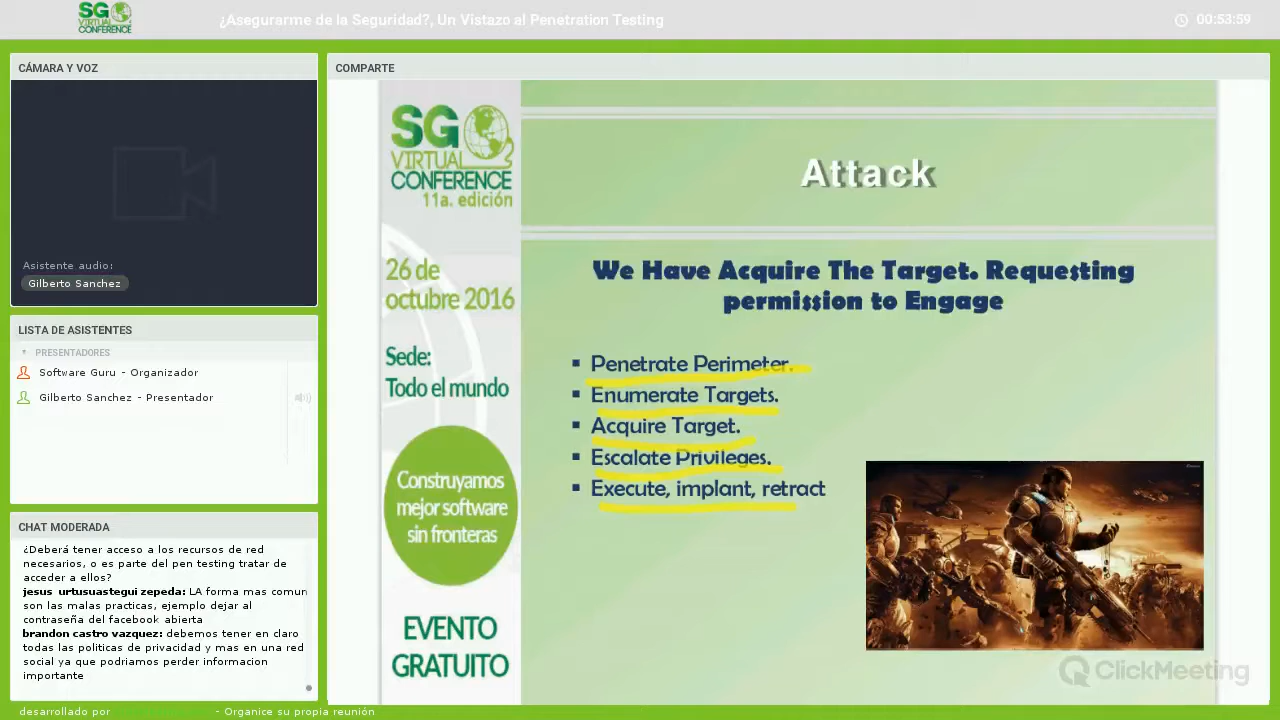 SG
VIRTUAL
CONFERENCE
¿Asegurarme de la Seguridad?, Un Vistazo al Penetration Testing
00:53:59
CÁMARA Y VOZ
Asistente audio:
Gilberto Sanchez
LISTA DE ASISTENTES
PRESENTADORES
Software Guru - Organizador
Gilberto Sanchez - Presentador
CHAT MODERADA
¿Deberá tener acceso a los recursos de red
necesarios, o es parte del pen testing tratar de
acceder a ellos?
jesus urtusuastegui zepeda: LA forma mas comun
son las malas practicas, ejemplo dejar al
contraseña del facebook abierta
brandon castro vazquez: debemos tener en claro
todas las politicas de privacidad y mas en una red
social ya que podriamos perder informacion
importante
desarrollado por - Organice su propia reunión
COMPARTE
SG
VIRTUAL
CONFERENCE
11a. edición
26 de
octubre 2016
Sede:
Todo el mundo
Construyamos
mejor software
sin fronteras
EVENTO
GRATUITO
Attack
We Have Acquire The Target. Requesting
permission to Engage
▪ Penetrate Perimeter.
▪ Enumerate Targets.
▪ Acquire Target.
▪ Escalate Privileges.
▪ Execute, implant, retract
ClickMeeting